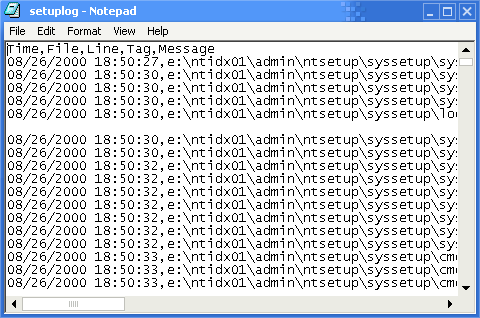 setuplog - Notepad
File Edit Format View Help
Time,File,Line,Tag,Message
08/26/2000 18:50:27,e:\ntidx01\admin\ntsetup\syssetup\sys
08/26/2000 18:50:30,e:\ntidx01\admin\ntsetup\syssetup\sys
08/26/2000 18:50:30,e:\ntidx01\admin\ntsetup\syssetup\sys
08/26/2000 18:50:30,e:\ntidx01\admin\ntsetup\syssetup\sys
08/26/2000 18:50:30,e:\ntidx01\admin\ntsetup\syssetup\log

08/26/2000 18:50:30,e:\ntidx01\admin\ntsetup\syssetup\sys
08/26/2000 18:50:30,e:\ntidx01\admin\ntsetup\syssetup\sys
08/26/2000 18:50:32,e:\ntidx01\admin\ntsetup\syssetup\sys
08/26/2000 18:50:32,e:\ntidx01\admin\ntsetup\syssetup\sys
08/26/2000 18:50:32,e:\ntidx01\admin\ntsetup\syssetup\sys
08/26/2000 18:50:32,e:\ntidx01\admin\ntsetup\syssetup\sys
08/26/2000 18:50:32,e:\ntidx01\admin\ntsetup\syssetup\sys
08/26/2000 18:50:32,e:\ntidx01\admin\ntsetup\syssetup\sys
08/26/2000 18:50:32,e:\ntidx01\admin\ntsetup\syssetup\sys
08/26/2000 18:50:33,e:\ntidx01\admin\ntsetup\syssetup\cmd
08/26/2000 18:50:33,e:\ntidx01\admin\ntsetup\syssetup\cmd
08/26/2000 18:50:33,e:\ntidx01\admin\ntsetup\syssetup\cmd